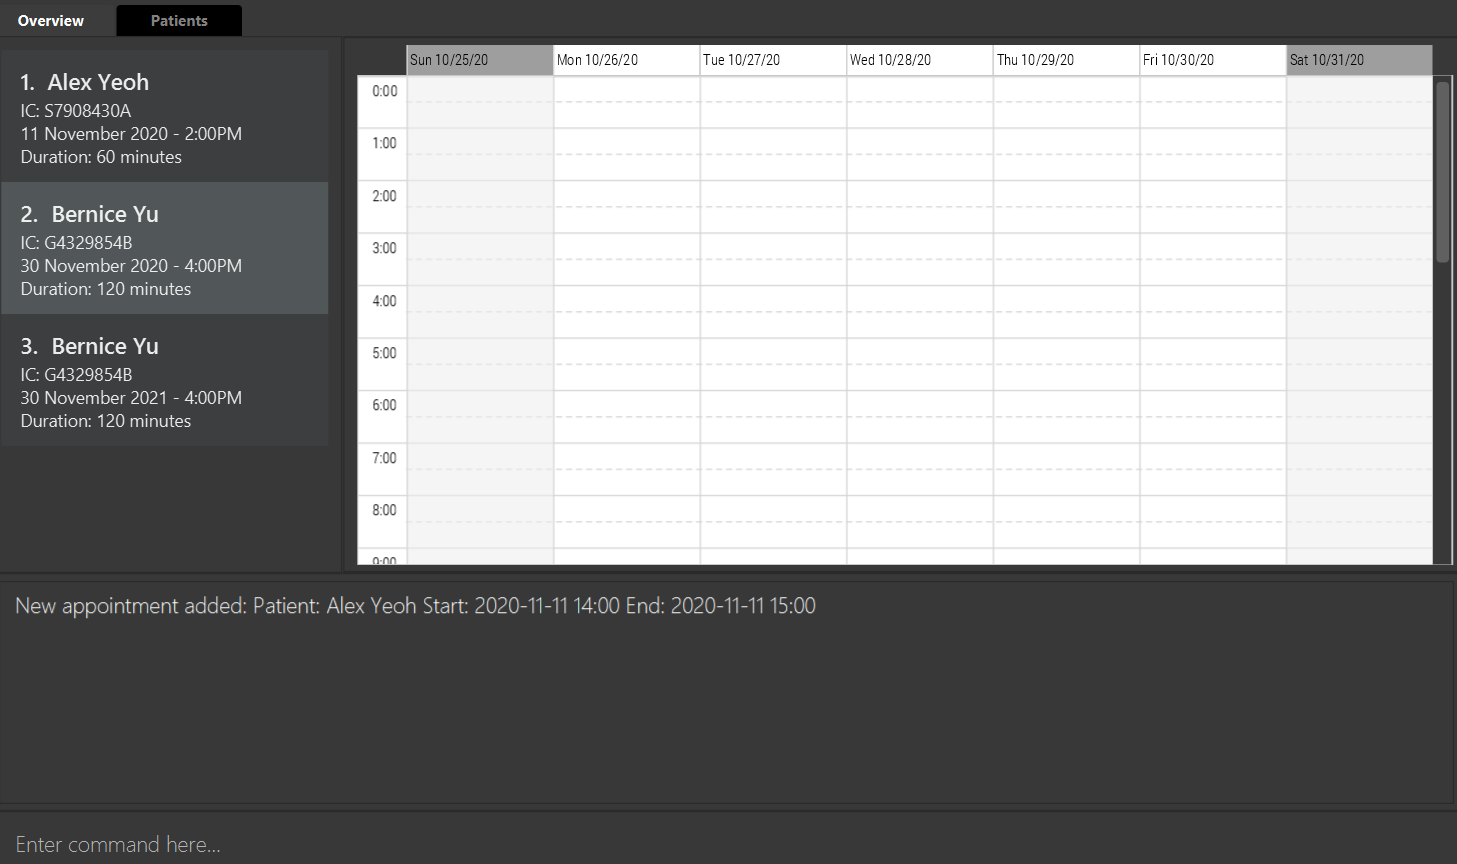 Overview
Patients
1. Alex Yeoh
IC: S7908430A
11 November 2020 - 2:00PM
Duration: 60 minutes
2. Bernice Yu
IC: G4329854B
30 November 2020 - 4:00PM
Duration: 120 minutes
3. Bernice Yu
IC: G4329854B
30 November 2021 - 4:00PM
Duration: 120 minutes
Sun 10/25/20
Mon 10/26/20
Tue 10/27/20
Wed 10/28/20
Thu 10/29/20
Fri 10/30/20
Sat 10/31/20
0:00
1:00
2:00
3:00
4:00
5:00
6:00
7:00
8:00
9:00
New appointment added: Patient: Alex Yeoh Start: 2020-11-11 14:00 End: 2020-11-11 15:00
Enter command here...